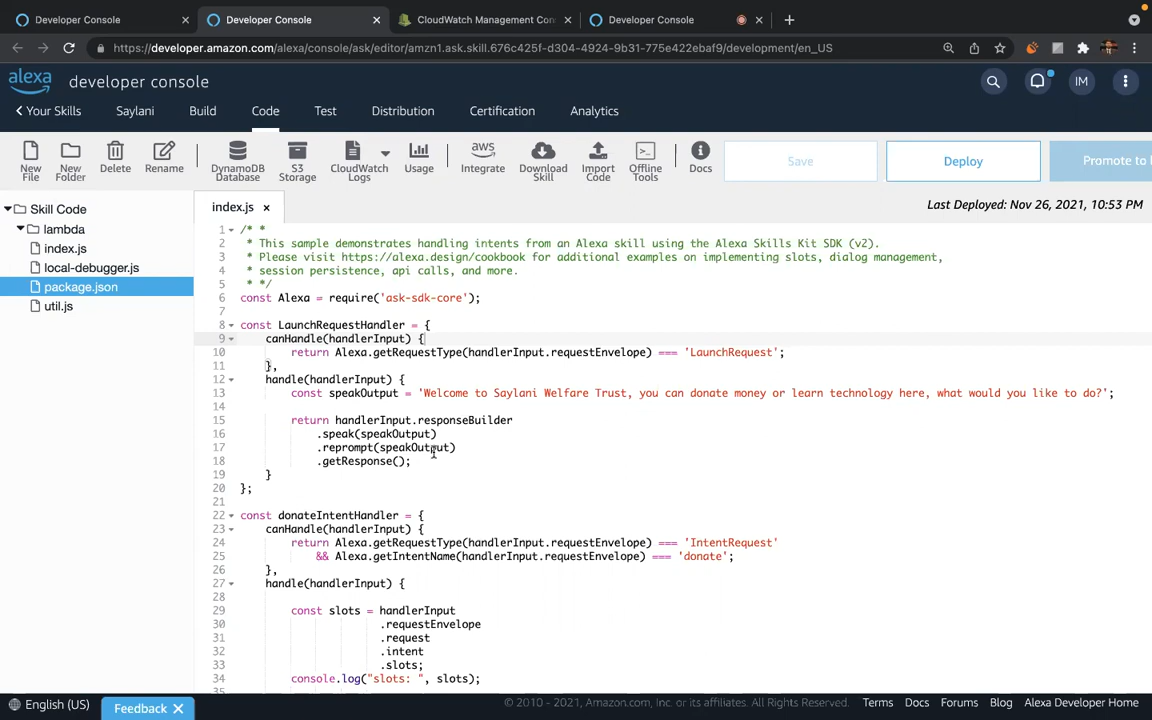 Developer Console
Developer Console
CloudWatch Management Con
Developer Console
https://developer.amazon.com/alexa/console/ask/editor/amzn1.ask.skill.676c425f-d304-4924-9b31-775e422ebaf9/development/en_US
alexa developer console
IM
Your Skills
Saylani
Build
Code
Test
Distribution
Certification
Analytics
New File
New Folder
Delete
Rename
DynamoDB Database
S3 Storage
CloudWatch Logs
Usage
aws Integrate
Download Skill
Import Code
Offline Tools
Docs
Save
Deploy
Promote to l
Skill Code
lambda
index.js
local-debugger.js
package.json
util.js
index.js
Last Deployed: Nov 26, 2021, 10:53 PM
1 /* *
2 * This sample demonstrates handling intents from an Alexa skill using the Alexa Skills Kit SDK (v2).
3 * Please visit https://alexa.design/cookbook for additional examples on implementing slots, dialog management,
4 * session persistence, api calls, and more.
5 * */
6 const Alexa = require('ask-sdk-core');
7
8 const LaunchRequestHandler = {
9 canHandle(handlerInput) {
10 return Alexa.getRequestType(handlerInput.requestEnvelope) === 'LaunchRequest';
11 },
12 handle(handlerInput) {
13 const speakOutput = 'Welcome to Saylani Welfare Trust, you can donate money or learn technology here, what would you like to do?';
14
15 return handlerInput.responseBuilder
16 .speak(speakOutput)
17 .reprompt(speakOutput)
18 .getResponse();
19 }
20 };
21
22 const donateIntentHandler = {
23 canHandle(handlerInput) {
24 return Alexa.getRequestType(handlerInput.requestEnvelope) === 'IntentRequest'
25 && Alexa.getIntentName(handlerInput.requestEnvelope) === 'donate';
26 },
27 handle(handlerInput) {
28
29 const slots = handlerInput
30 .requestEnvelope
31 .request
32 .intent
33 .slots;
34 console.log("slots: ", slots);
English (US)
Feedback
© 2010 - 2021, Amazon.com, Inc. or its affiliates. All Rights Reserved.
Terms
Docs
Forums
Blog
Alexa Developer Home